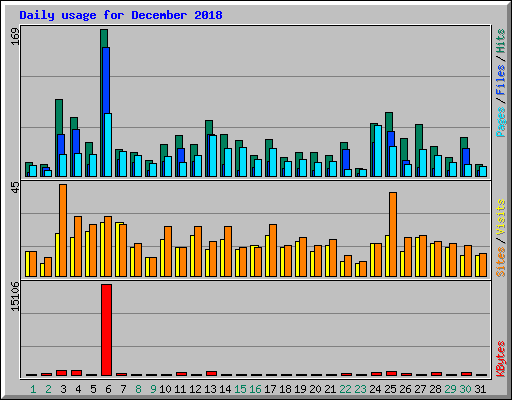 Daily usage for December 2018
169
Pages / Files / Hits
45
Sites / Visits
15106
KBytes
1 2 3 4 5 6 7 8 9 10 11 12 13 14 15 16 17 18 19 20 21 22 23 24 25 26 27 28 29 30 31